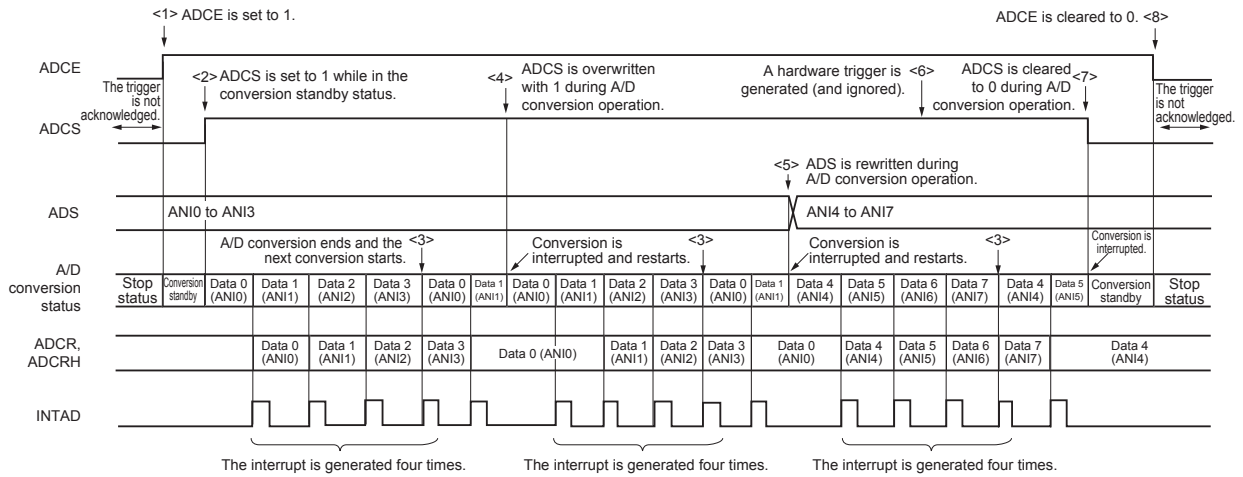 <1> ADCE is set to 1.
ADCE is cleared to 0. <8>
ADCE
The trigger
is not
acknowledged.
<2> ADCS is set to 1 while in the
conversion standby status.
<4> ADCS is overwritten
with 1 during A/D
conversion operation.
A hardware trigger is <6>
generated (and ignored).
ADCS is cleared <7>
to 0 during A/D
conversion operation.
The trigger
is not
acknowledged.
ADCS
<5> ADS is rewritten during
A/D conversion operation.
ADS
ANI0 to ANI3
ANI4 to ANI7
A/D conversion ends and the <3>
next conversion starts.
Conversion is
interrupted and restarts.
<3>
Conversion is
interrupted and restarts.
<3>
Conversion is
interrupted.
A/D
conversion
status
Stop
status
Conversion
standby
Data 0
(ANI0)
Data 1
(ANI1)
Data 2
(ANI2)
Data 3
(ANI3)
Data 0
(ANI0)
Data 1
(ANI1)
Data 0
(ANI0)
Data 1
(ANI1)
Data 2
(ANI2)
Data 3
(ANI3)
Data 0
(ANI0)
Data 1
(ANI1)
Data 4
(ANI4)
Data 5
(ANI5)
Data 6
(ANI6)
Data 7
(ANI7)
Data 4
(ANI4)
Data 5
(ANI5)
Conversion
standby
Stop
status
ADCR,
ADCRH
Data 0
(ANI0)
Data 1
(ANI1)
Data 2
(ANI2)
Data 3
(ANI3)
Data 0 (ANI0)
Data 1
(ANI1)
Data 2
(ANI2)
Data 3
(ANI3)
Data 0
(ANI0)
Data 4
(ANI4)
Data 5
(ANI5)
Data 6
(ANI6)
Data 7
(ANI7)
Data 4
(ANI4)
INTAD
The interrupt is generated four times.
The interrupt is generated four times.
The interrupt is generated four times.